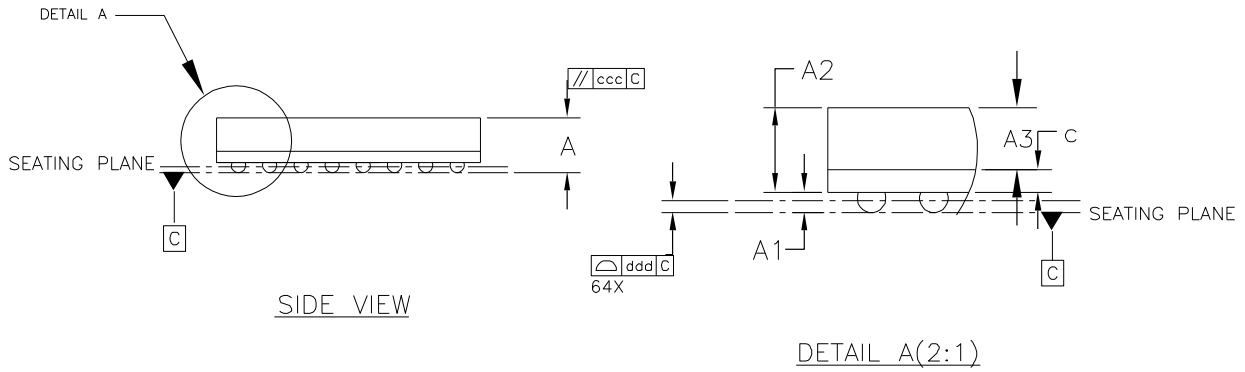 DETAIL A
// ccc C
A
SEATING PLANE
C
SIDE VIEW
A2
A3
c
A1
SEATING PLANE
ddd C
64X
C
DETAIL A(2:1)